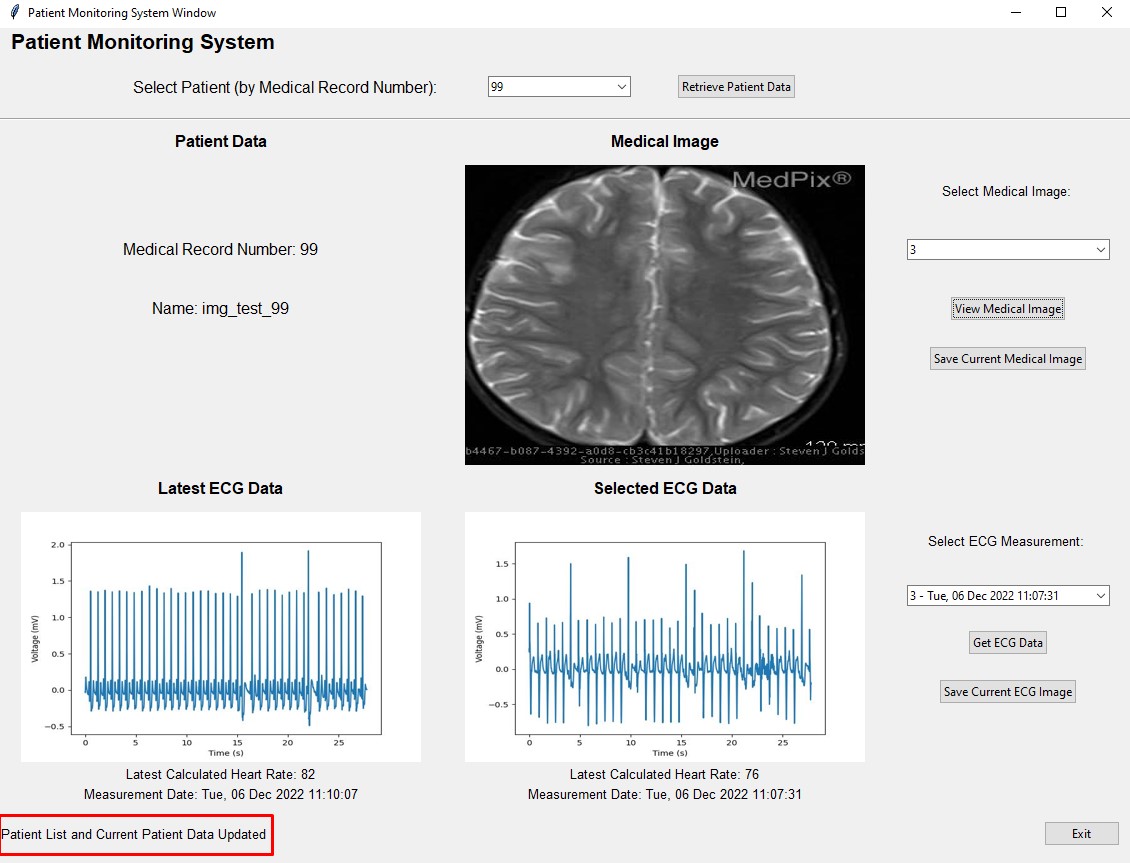 Patient Monitoring System Window
Patient Monitoring System
Select Patient (by Medical Record Number):
99
Retrieve Patient Data
Patient Data
Medical Image
MedPix®
Select Medical Image:
Medical Record Number: 99
3
Name: img_test_99
View Medical Image
Save Current Medical Image
b4467-b087-4392-a0d8-cb3c41b18297,Uploader : Steven J Golds
Source : Steven J Goldstein,
Latest ECG Data
Selected ECG Data
Select ECG Measurement:
3 - Tue, 06 Dec 2022 11:07:31
Get ECG Data
Save Current ECG Image
Voltage (mV)
2.0
1.5
1.0
0.5
0.0
−0.5
0 5 10 15 20 25
Time (s)
Voltage (mV)
1.5
1.0
0.5
0.0
−0.5
0 5 10 15 20 25
Time (s)
Latest Calculated Heart Rate: 82
Latest Calculated Heart Rate: 76
Measurement Date: Tue, 06 Dec 2022 11:10:07
Measurement Date: Tue, 06 Dec 2022 11:07:31
Patient List and Current Patient Data Updated
Exit